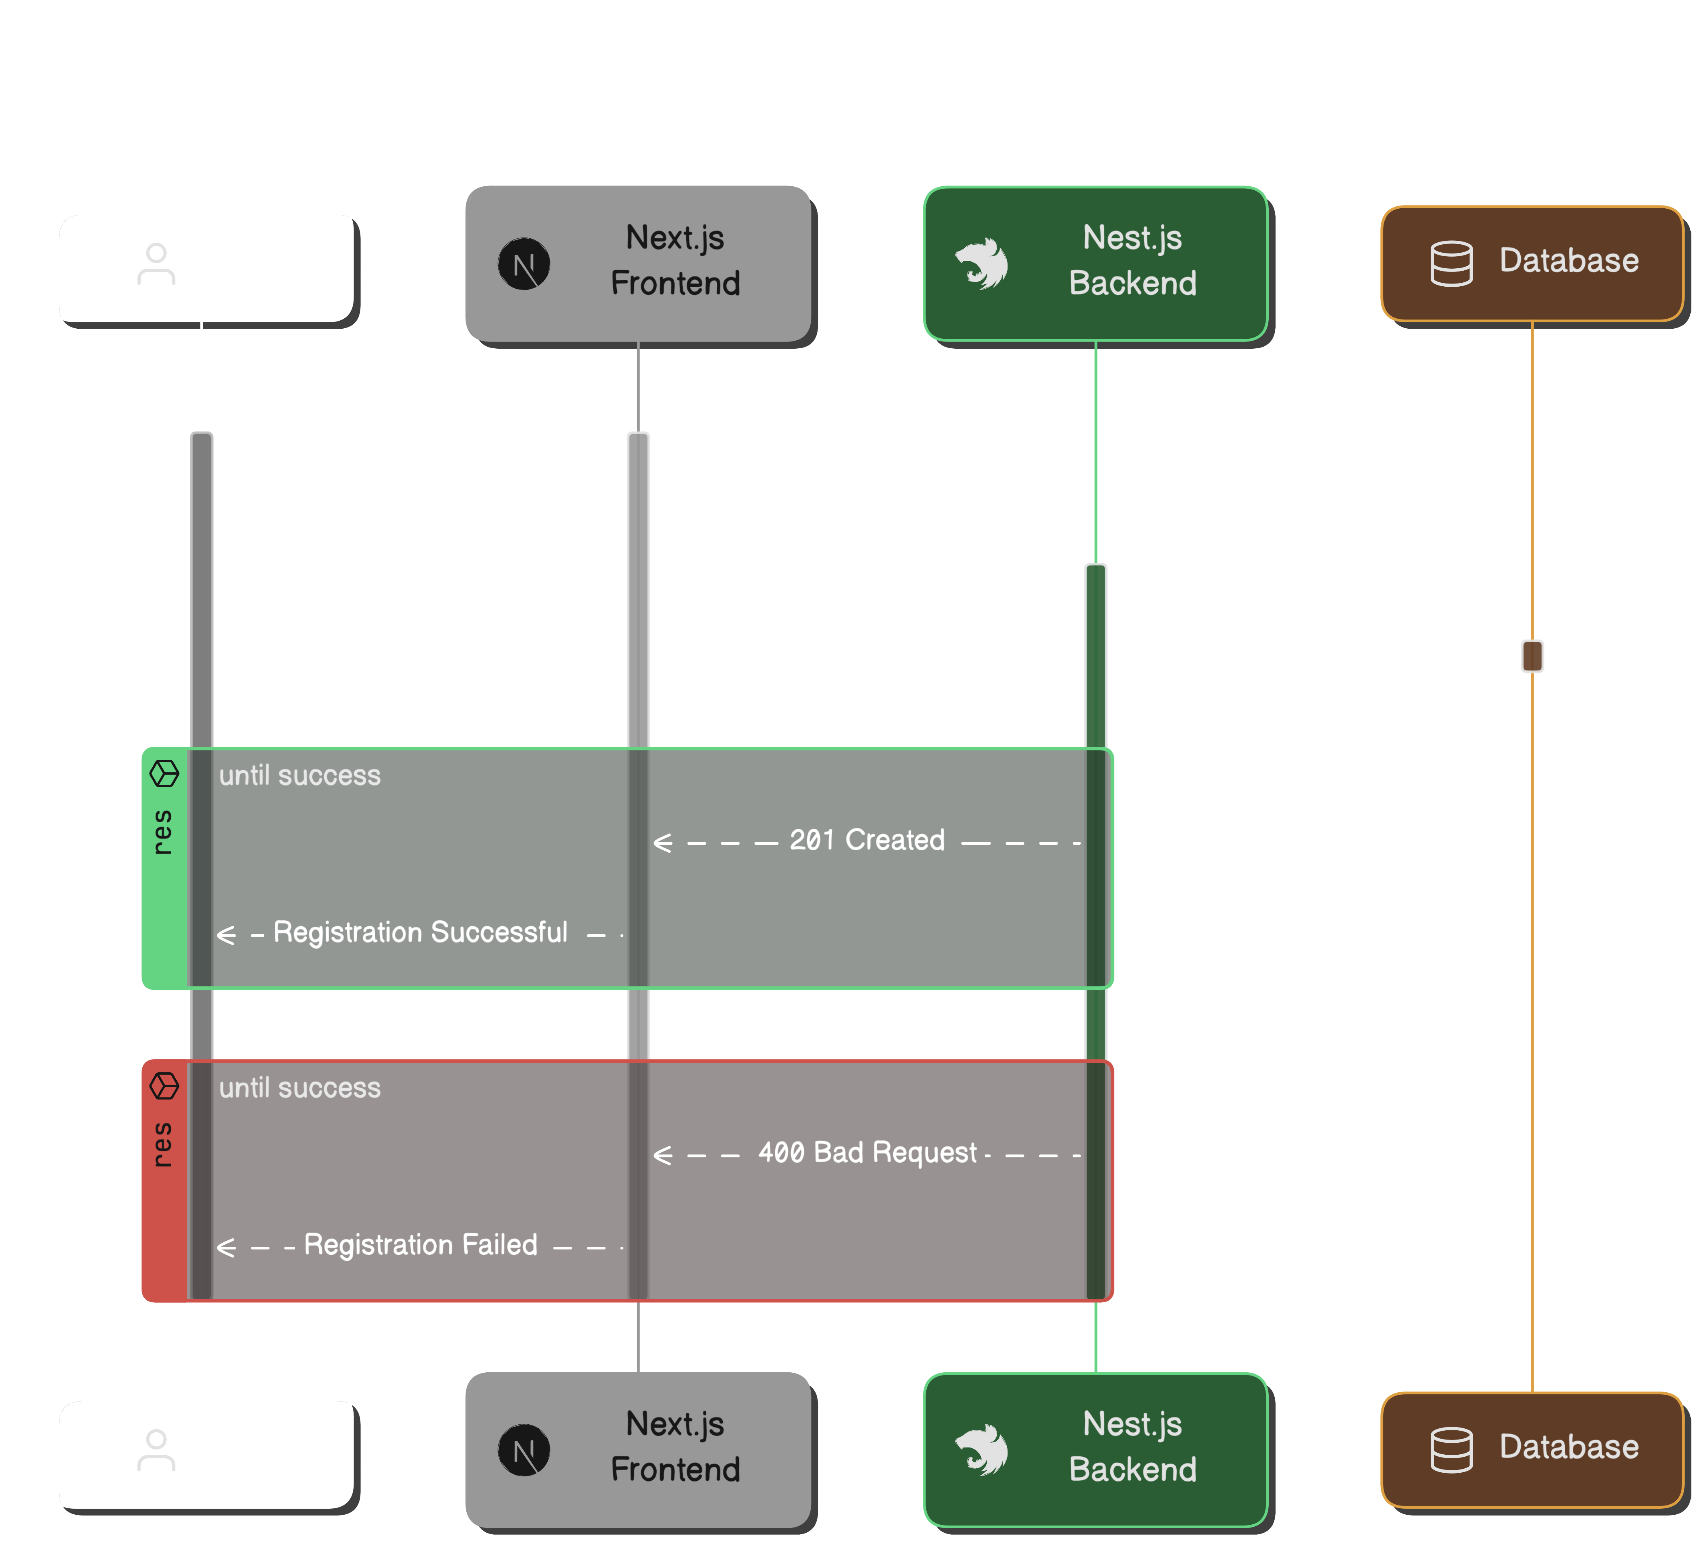 Next.js
Frontend
Nest.js
Backend
Database
until success
res
201 Created
Registration Successful
until success
res
400 Bad Request
Registration Failed
Next.js
Frontend
Nest.js
Backend
Database